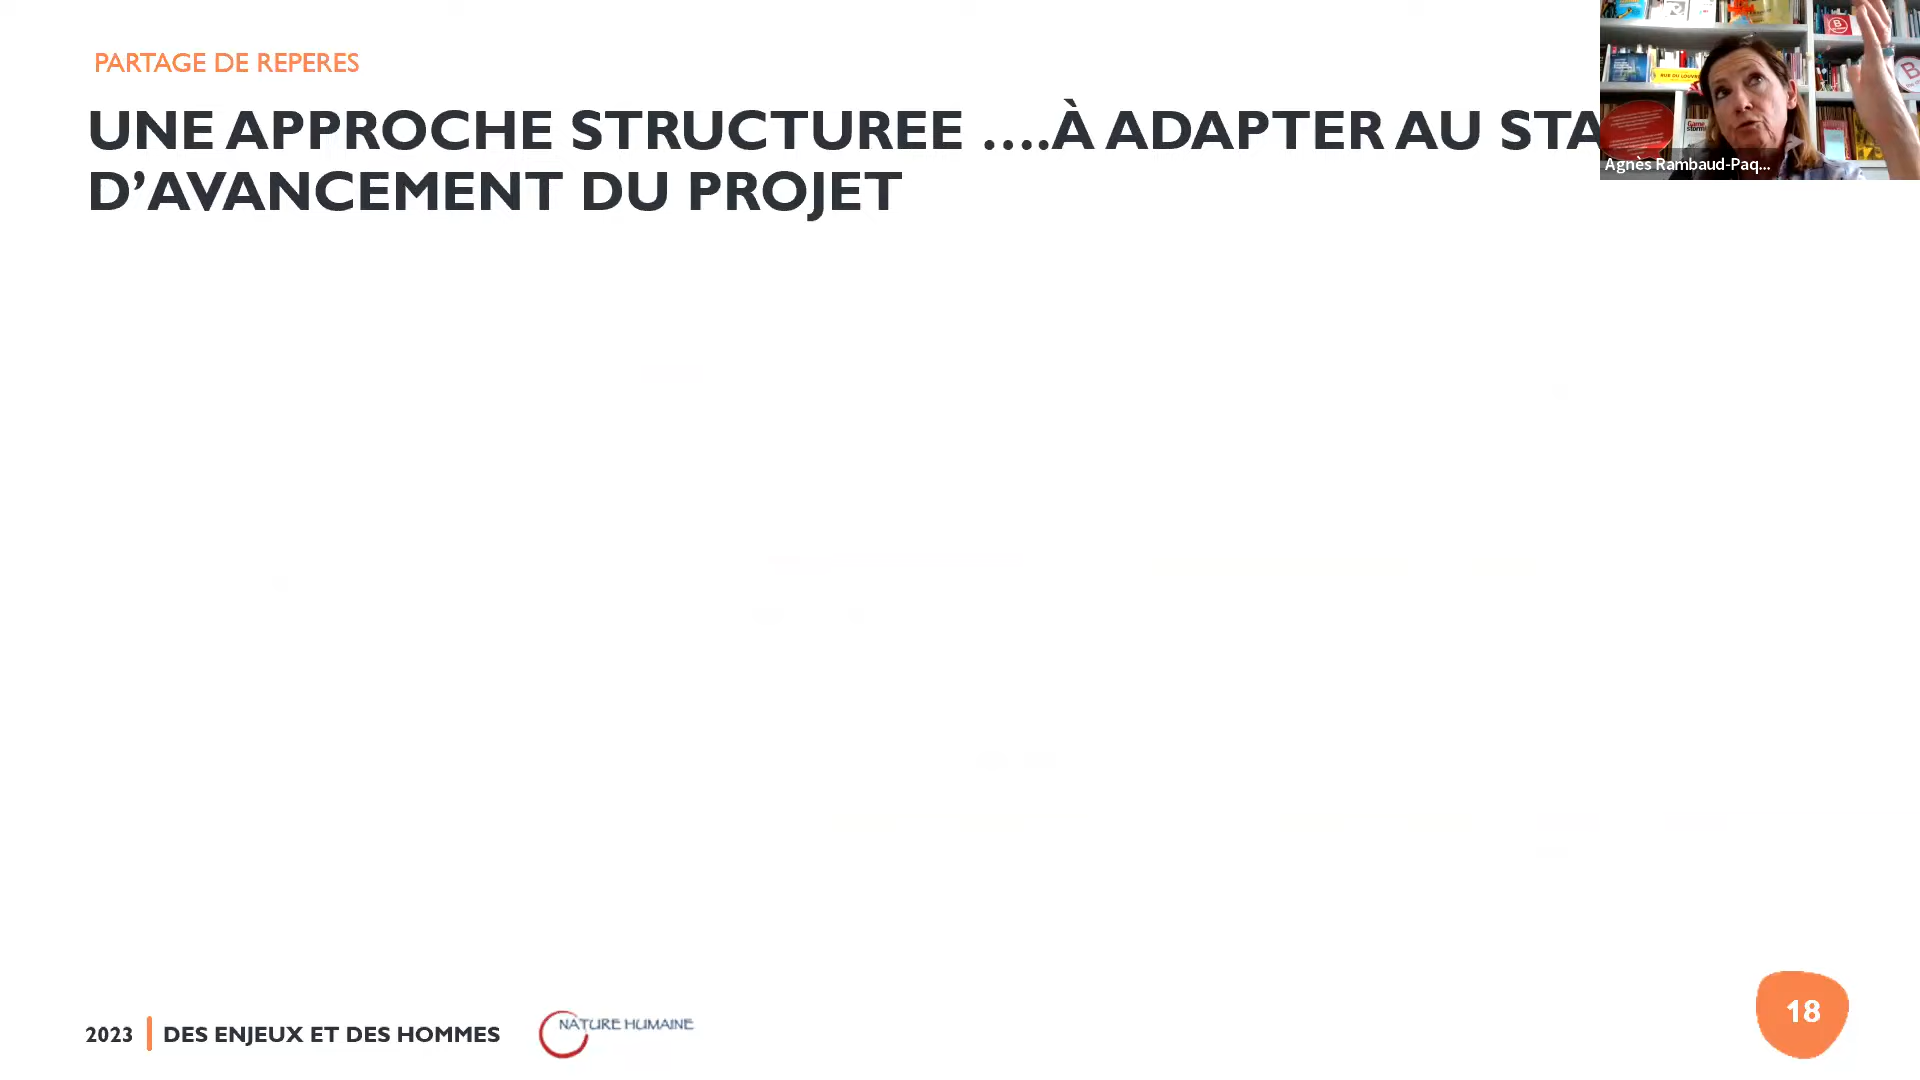 PARTAGE DE REPERES
UNE APPROCHE STRUCTUREE ….À ADAPTER AU STA
D’AVANCEMENT DU PROJET
Agnès Rambaud-Paq...
2023
DES ENJEUX ET DES HOMMES
NATURE HUMAINE
18